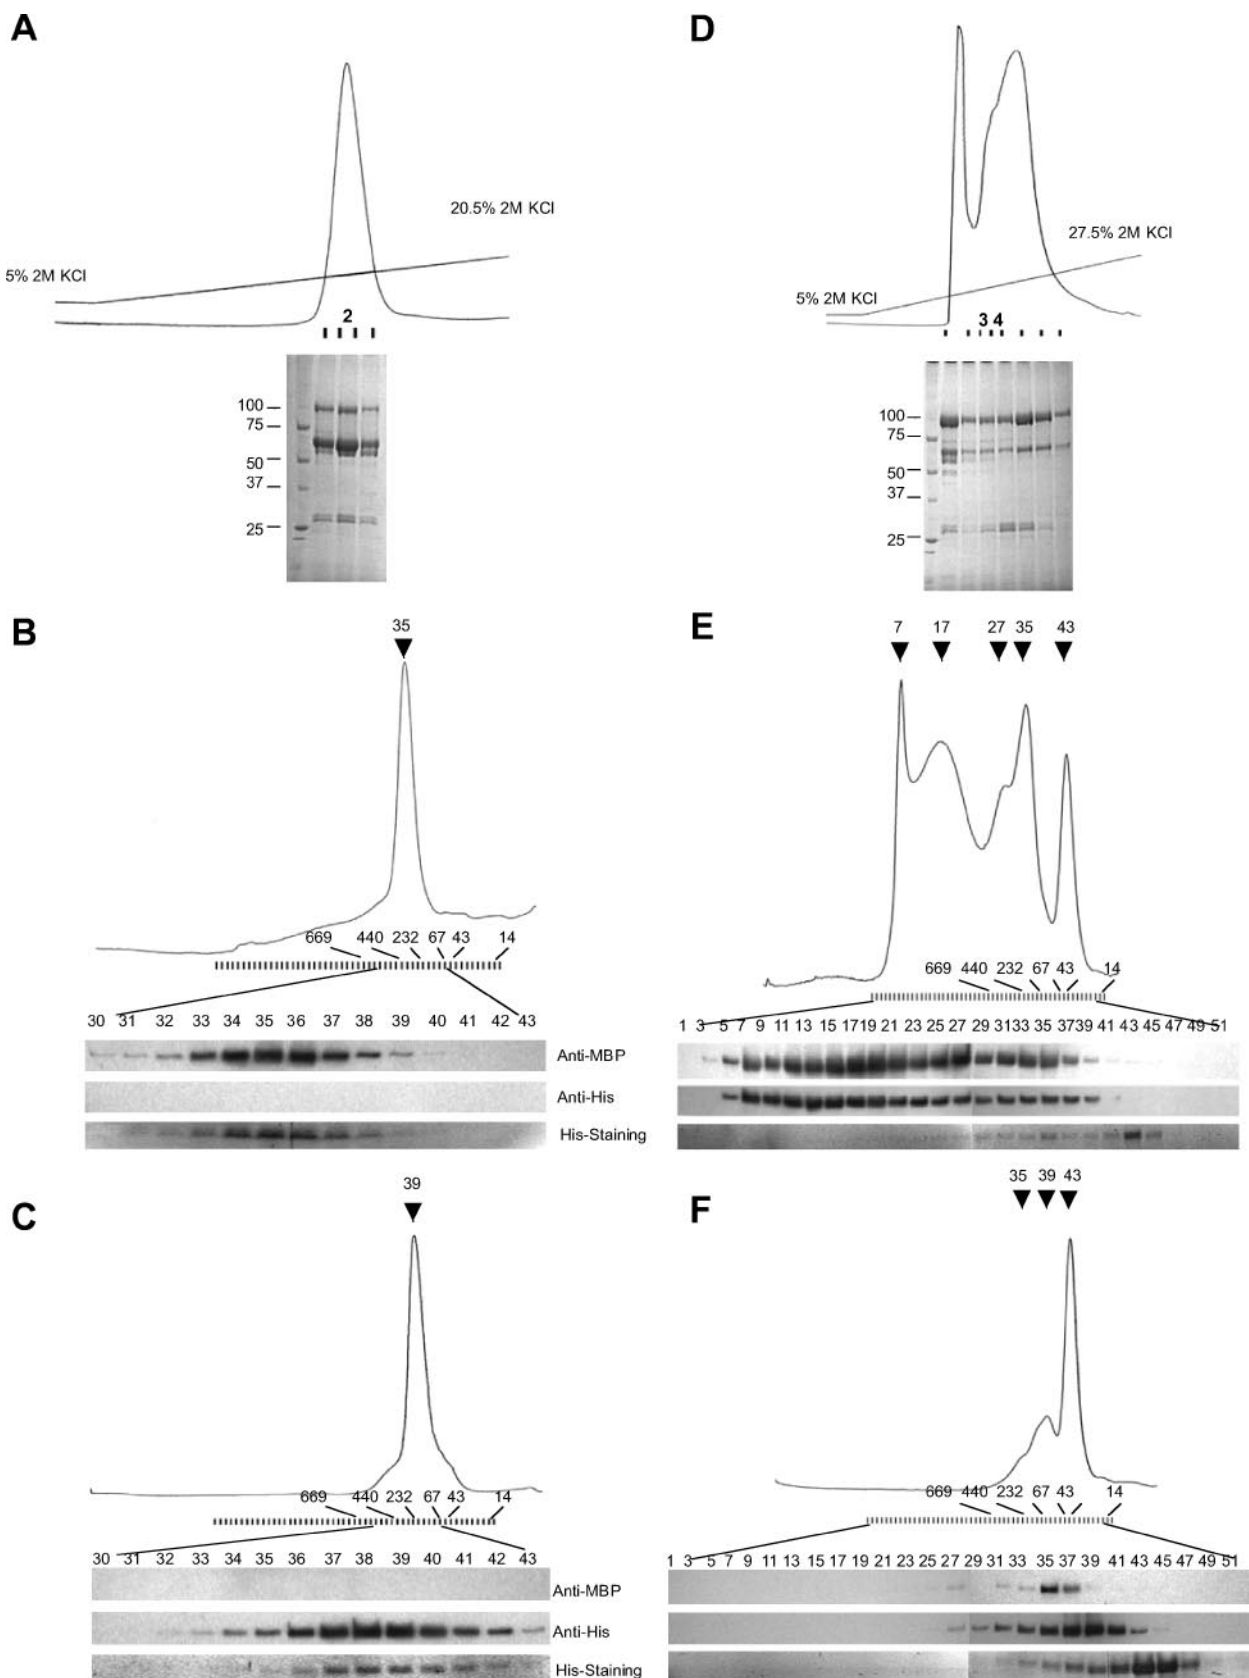 A
20.5% 2M KCl
5% 2M KCl
2
100
75
50
37
25
D
27.5% 2M KCl
5% 2M KCl
3 4
100
75
50
37
25
B
35
669 440 232 67 43 14
30 31 32 33 34 35 36 37 38 39 40 41 42 43
Anti-MBP
Anti-His
His-Staining
E
7 17 27 35 43
669 440 232 67 43 14
1 3 5 7 9 11 13 15 17 19 21 23 25 27 29 31 33 35 37 39 41 43 45 47 49 51
C
39
669 440 232 67 43 14
30 31 32 33 34 35 36 37 38 39 40 41 42 43
Anti-MBP
Anti-His
His-Staining
F
35 39 43
669 440 232 67 43 14
1 3 5 7 9 11 13 15 17 19 21 23 25 27 29 31 33 35 37 39 41 43 45 47 49 51